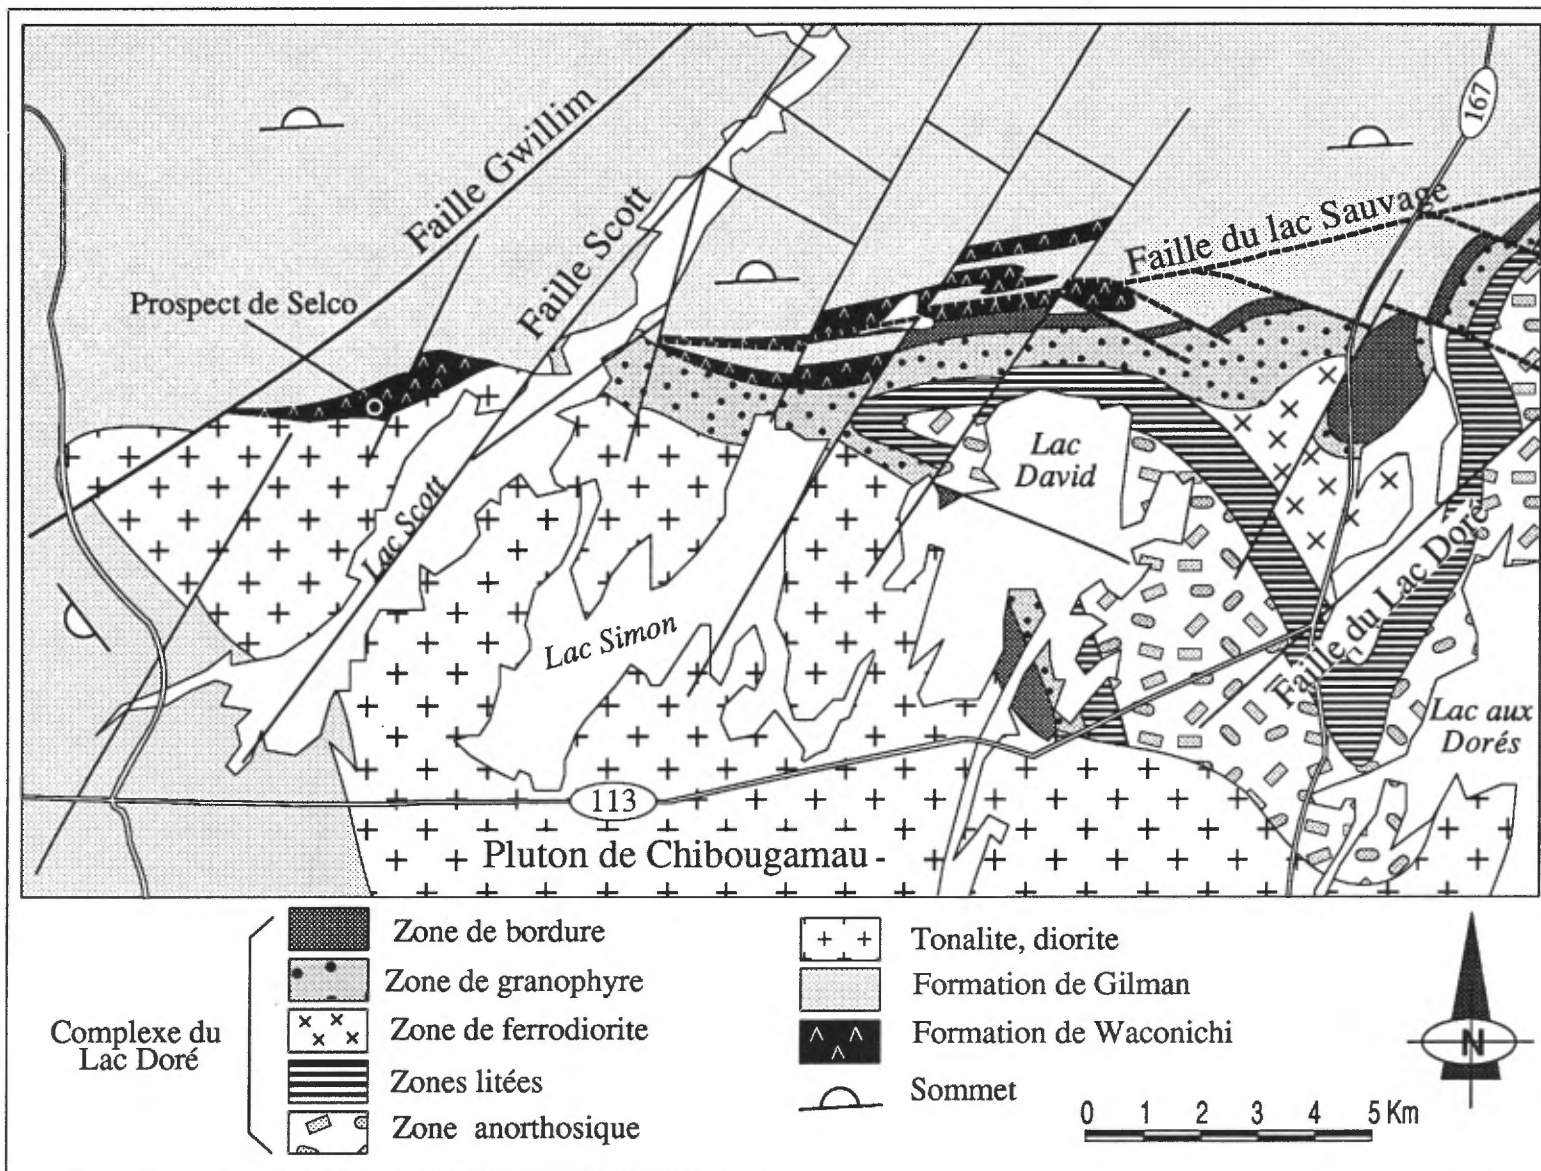 167
Faille Gwillim
Faille Scott
Faille du lac Sauvage
Prospect de Selco
Lac
David
Lac Scott
Lac Simon
Faille du Lac Doré
Lac aux
Dorés
113
Pluton de Chibougamau
Complexe du
Lac Doré
Zone de bordure
Zone de granophyre
Zone de ferrodiorite
Zones litées
Zone anorthosique
Tonalite, diorite
Formation de Gilman
Formation de Waconichi
Sommet
0 1 2 3 4 5 Km
N